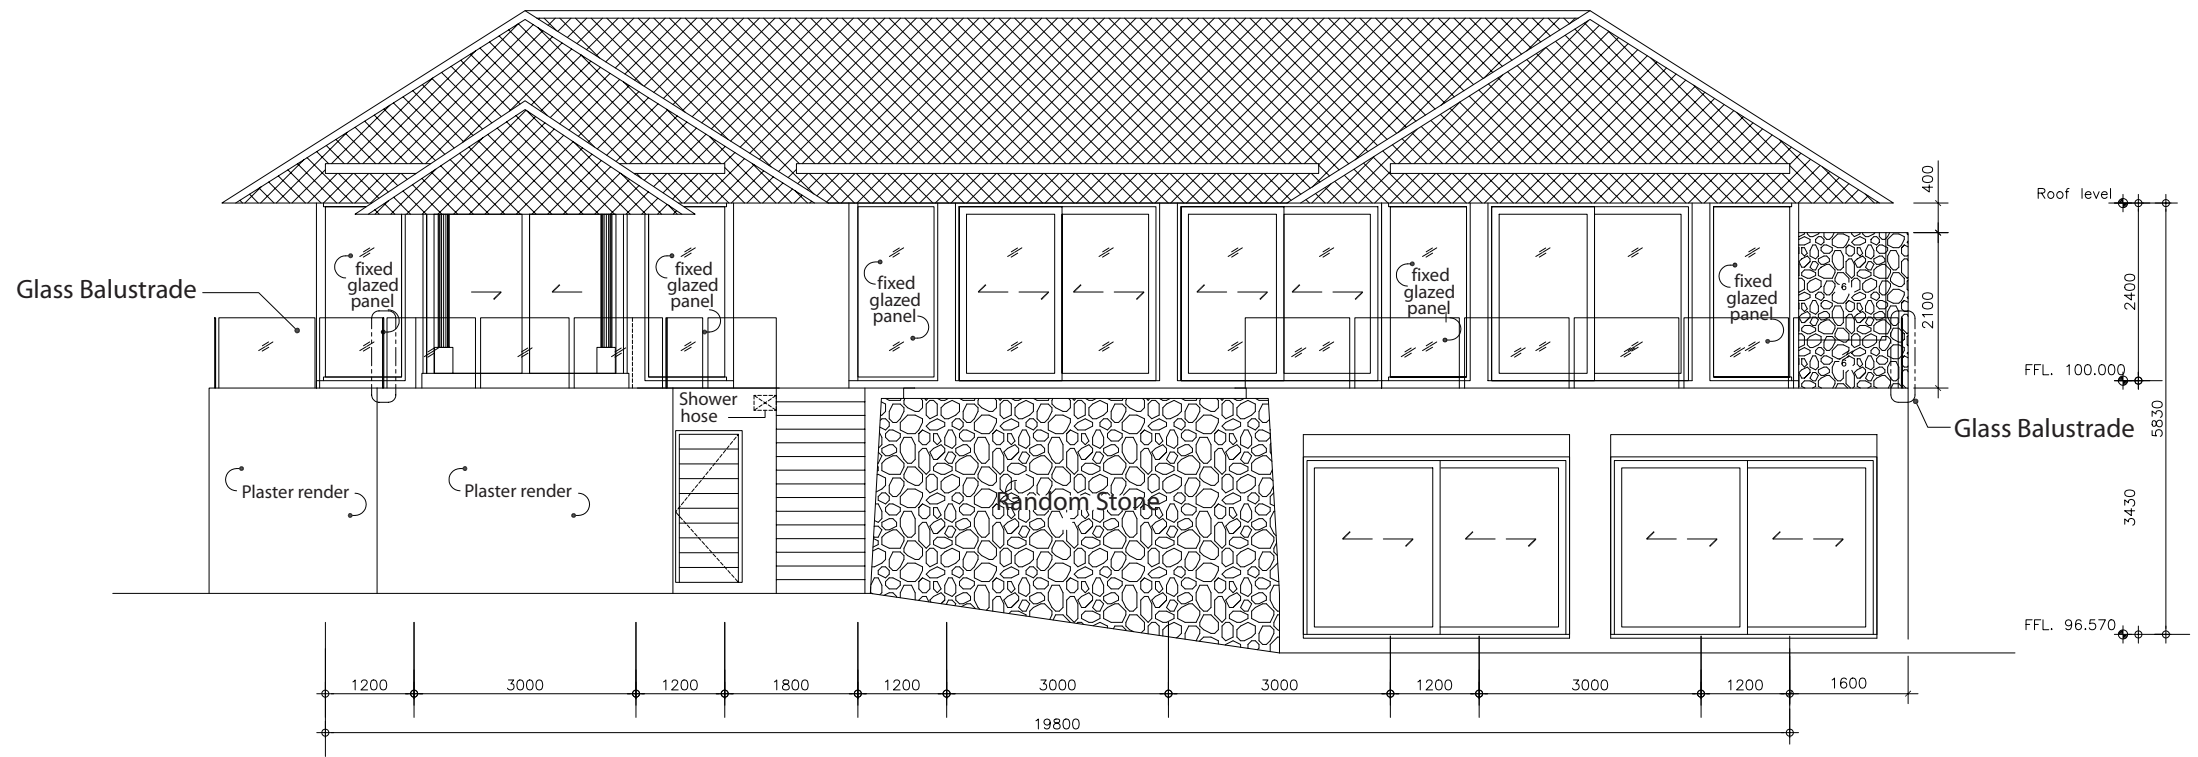 400
Roof level
2400
2100
Glass Balustrade
fixed
glazed
panel
fixed
glazed
panel
fixed
glazed
panel
fixed
glazed
panel
fixed
glazed
panel
6
6
FFL. 100.000
5830
Glass Balustrade
Shower
hose
Plaster render
Plaster render
Random Stone
3430
FFL. 96.570
1200
3000
1200
1800
1200
3000
3000
1200
3000
1200
1600
19800